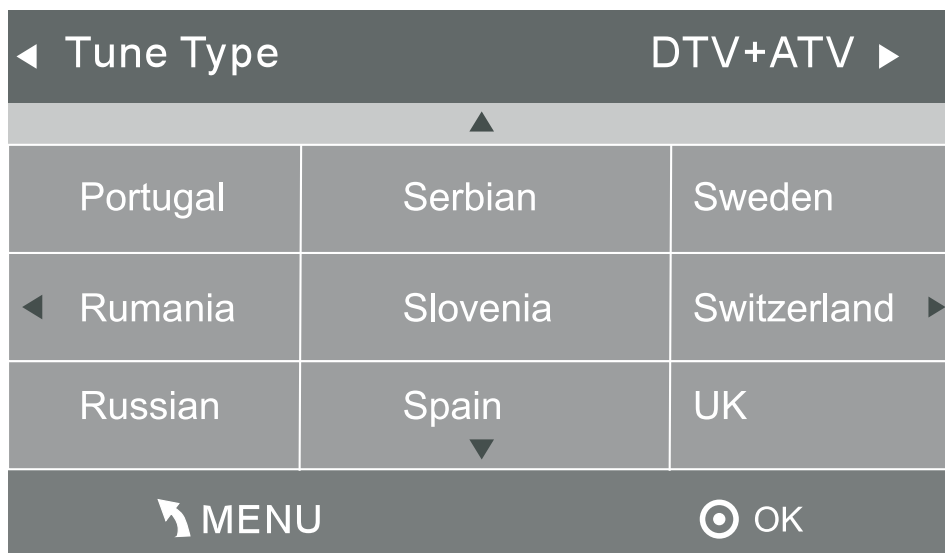 Tune Type DTV+ATV
Portugal Serbian Sweden
Rumania Slovenia Switzerland
Russian Spain UK
MENU OK